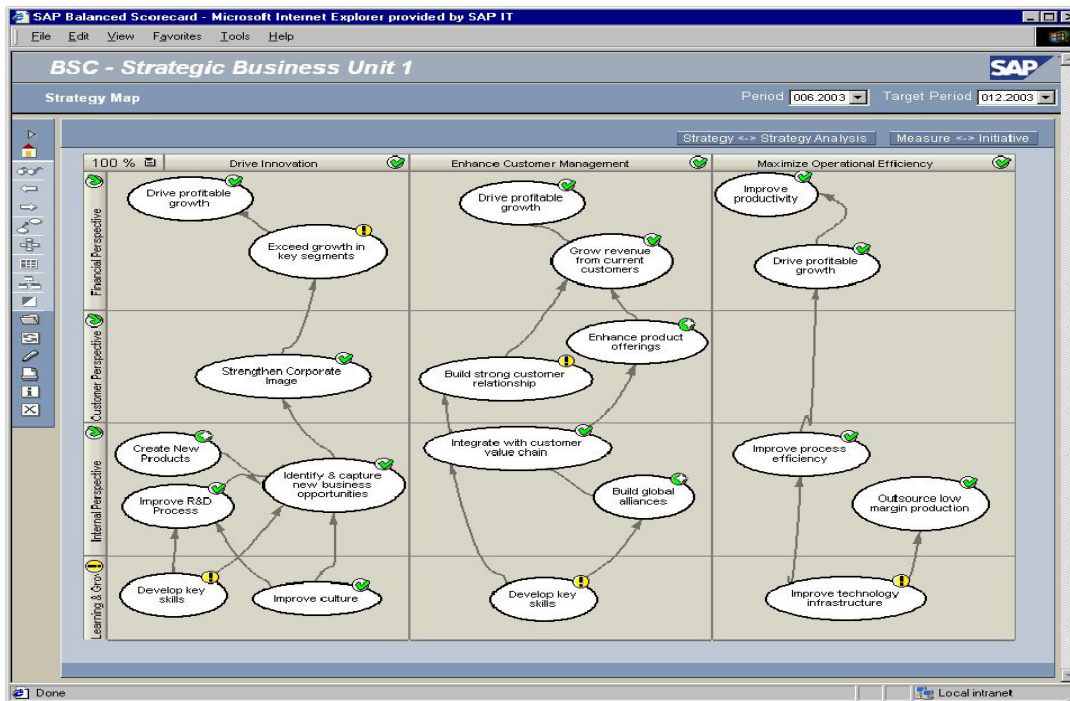 SAP Balanced Scorecard - Microsoft Internet Explorer provided by SAP IT
File Edit View Favorites Tools Help
BSC - Strategic Business Unit 1
SAP
Strategy Map
Period 006.2003 Target Period 012.2003
Strategy <-> Strategy Analysis Measure <-> Initiative
100 % Drive Innovation Enhance Customer Management Maximize Operational Efficiency
Financial Perspective
Drive profitable
growth
Exceed growth in
key segments
Drive profitable
growth
Grow revenue
from current
customers
Improve
productivity
Drive profitable
growth
Customer Perspective
Strengthen Corporate
Image
Enhance product
offerings
Build strong customer
relationship
Internal Perspective
Create New
Products
Improve R&D
Process
Identify & capture
new business
opportunities
Integrate with customer
value chain
Build global
alliances
Improve process
efficiency
Outsource low
margin production
Learning & Grov
Develop key
skills
Improve culture
Develop key
skills
Improve technology
infrastructure
Done
Local intranet